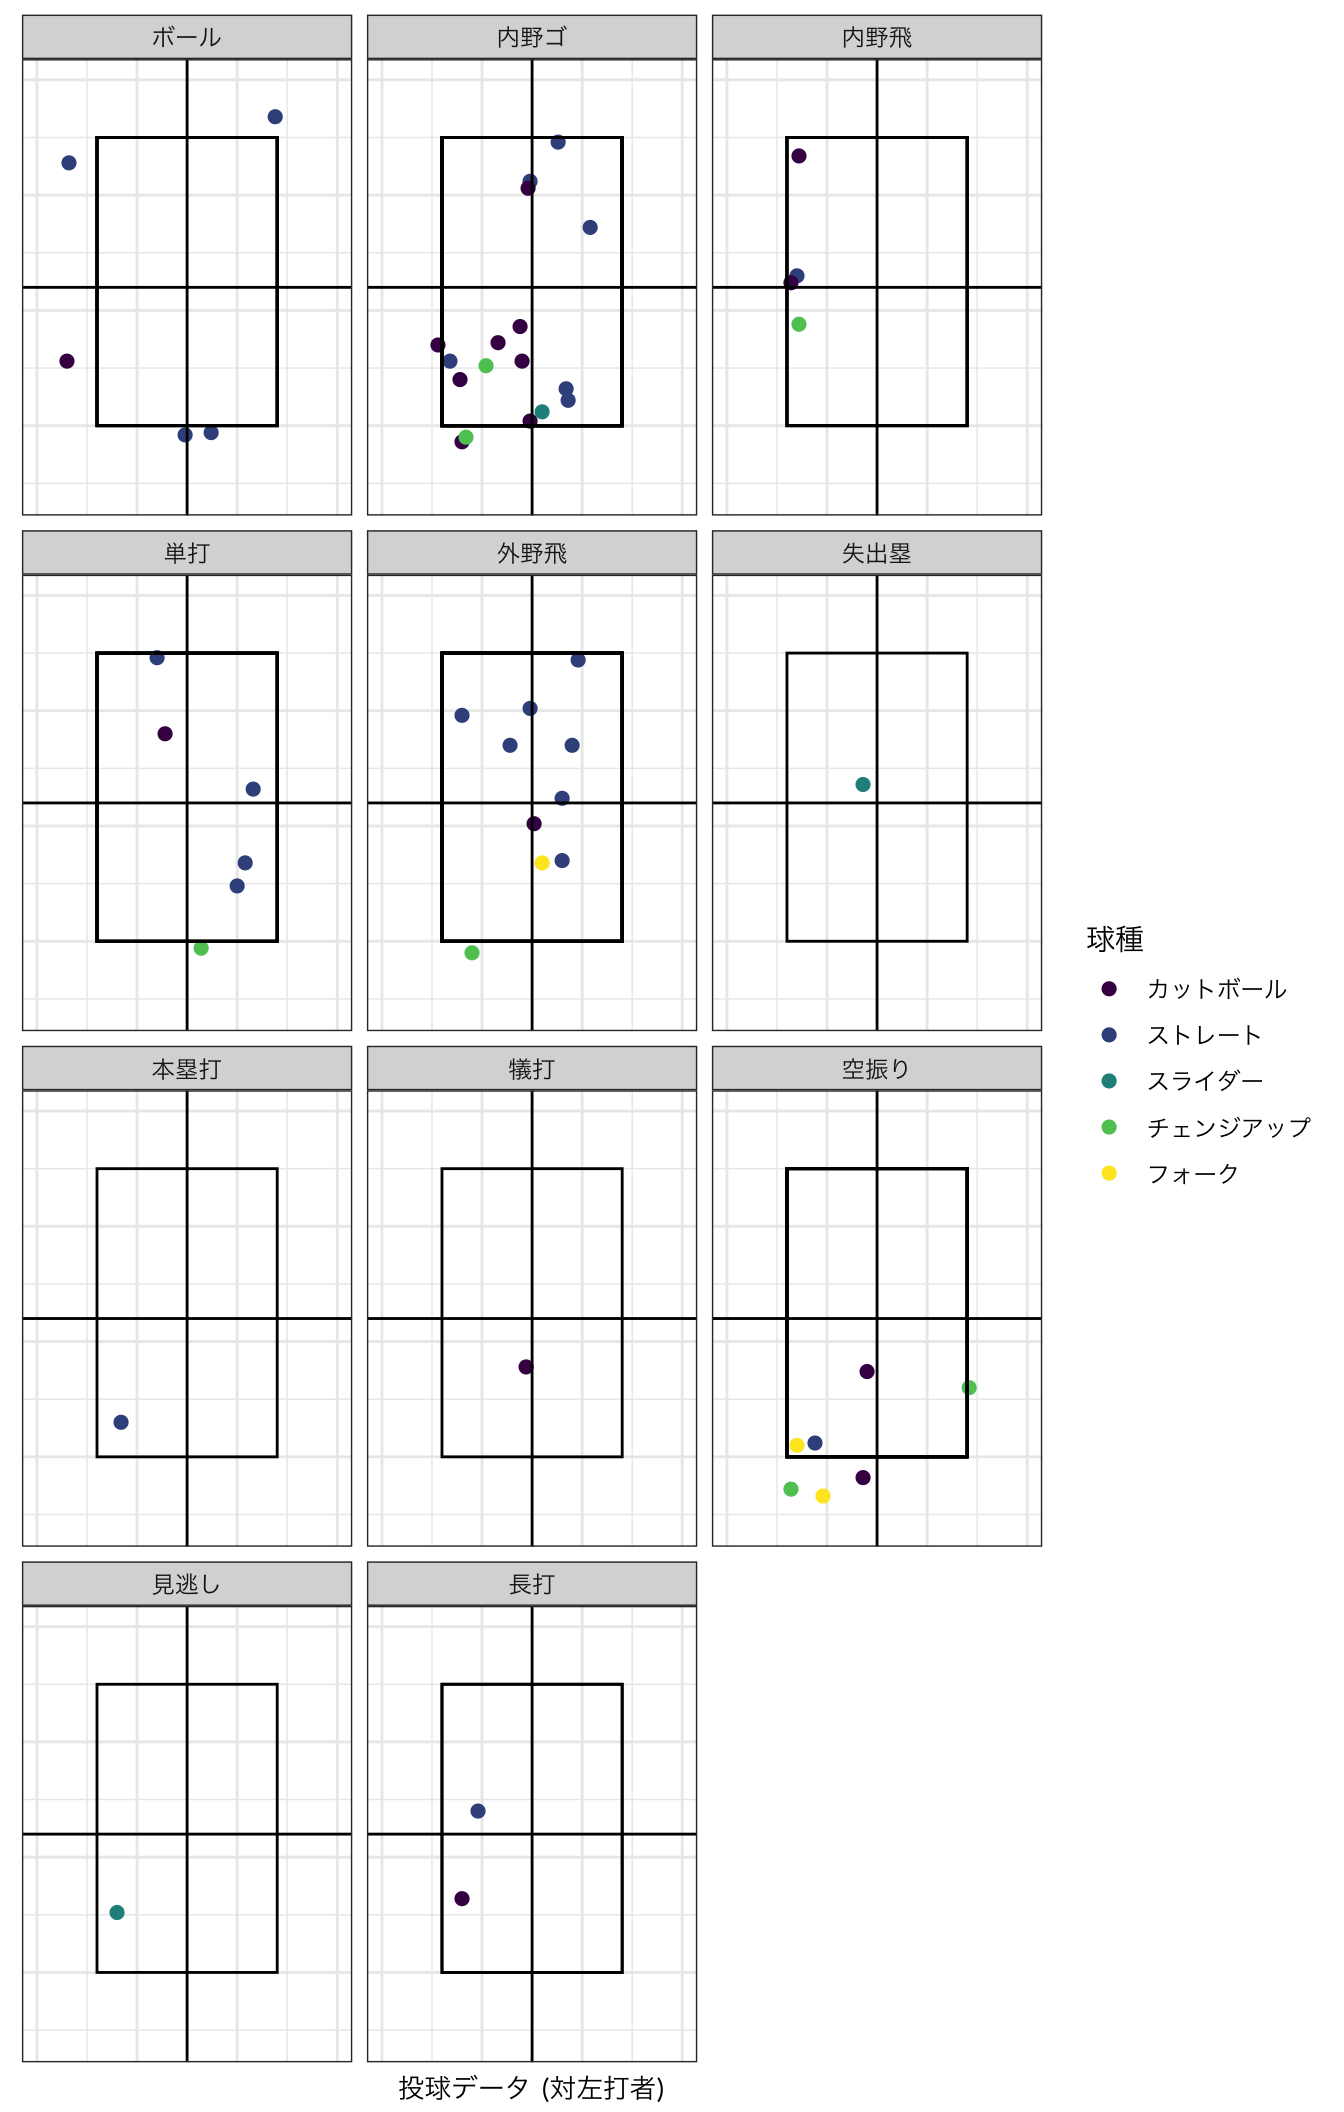 ボール
内野ゴ
内野飛
単打
外野飛
失出塁
本塁打
犠打
空振り
見逃し
長打
球種
カットボール
ストレート
スライダー
チェンジアップ
フォーク
投球データ (対左打者)